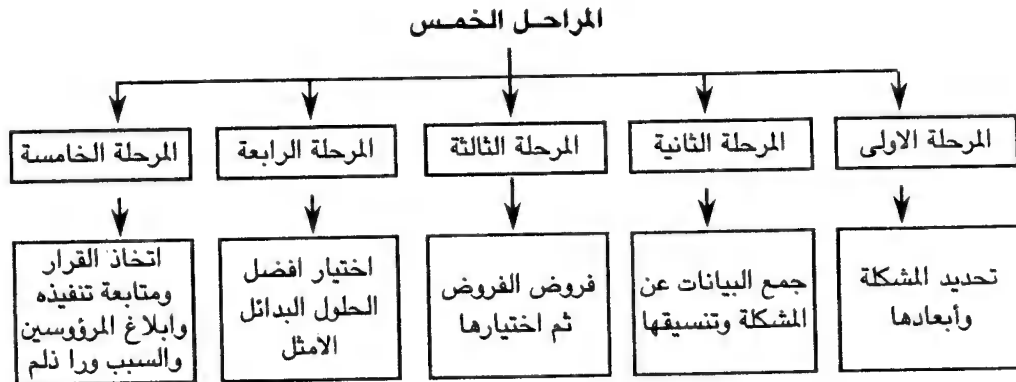 المراحل الخمس
المرحلة الاولى
المرحلة الثانية
المرحلة الثالثة
المرحلة الرابعة
المرحلة الخامسة
تحديد المشكلة
وأبعادها
جمع البيانات عن
المشكلة وتنسيقها
فروض الفروض
ثم اختيارها
اختيار افضل
الحلول البدائل
الأمثل
اتخاذ القرار
ومتابعة تنفيذه
وابلاغ المرؤوسين
والسبب ورا ذلم